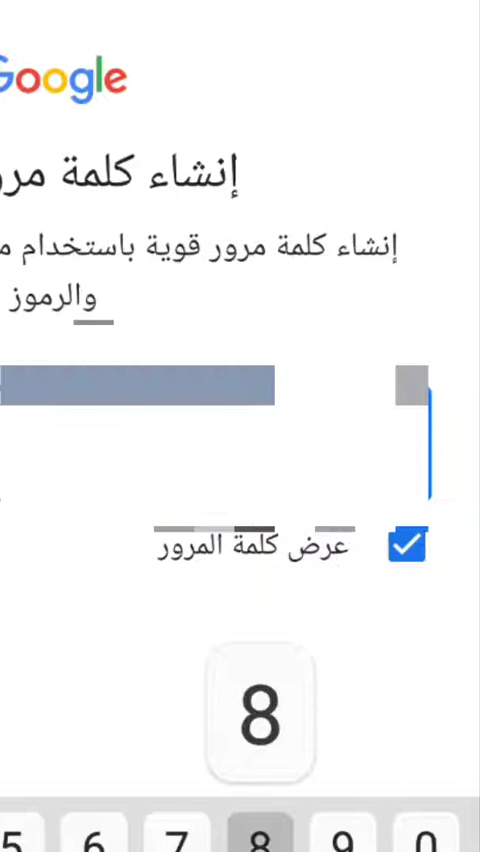 Google
إنشاء كلمة
إنشاء كلمة مرور قوية باستخدام
والرموز
عرض كلمة المرور
8
5 6 7 8 9 0